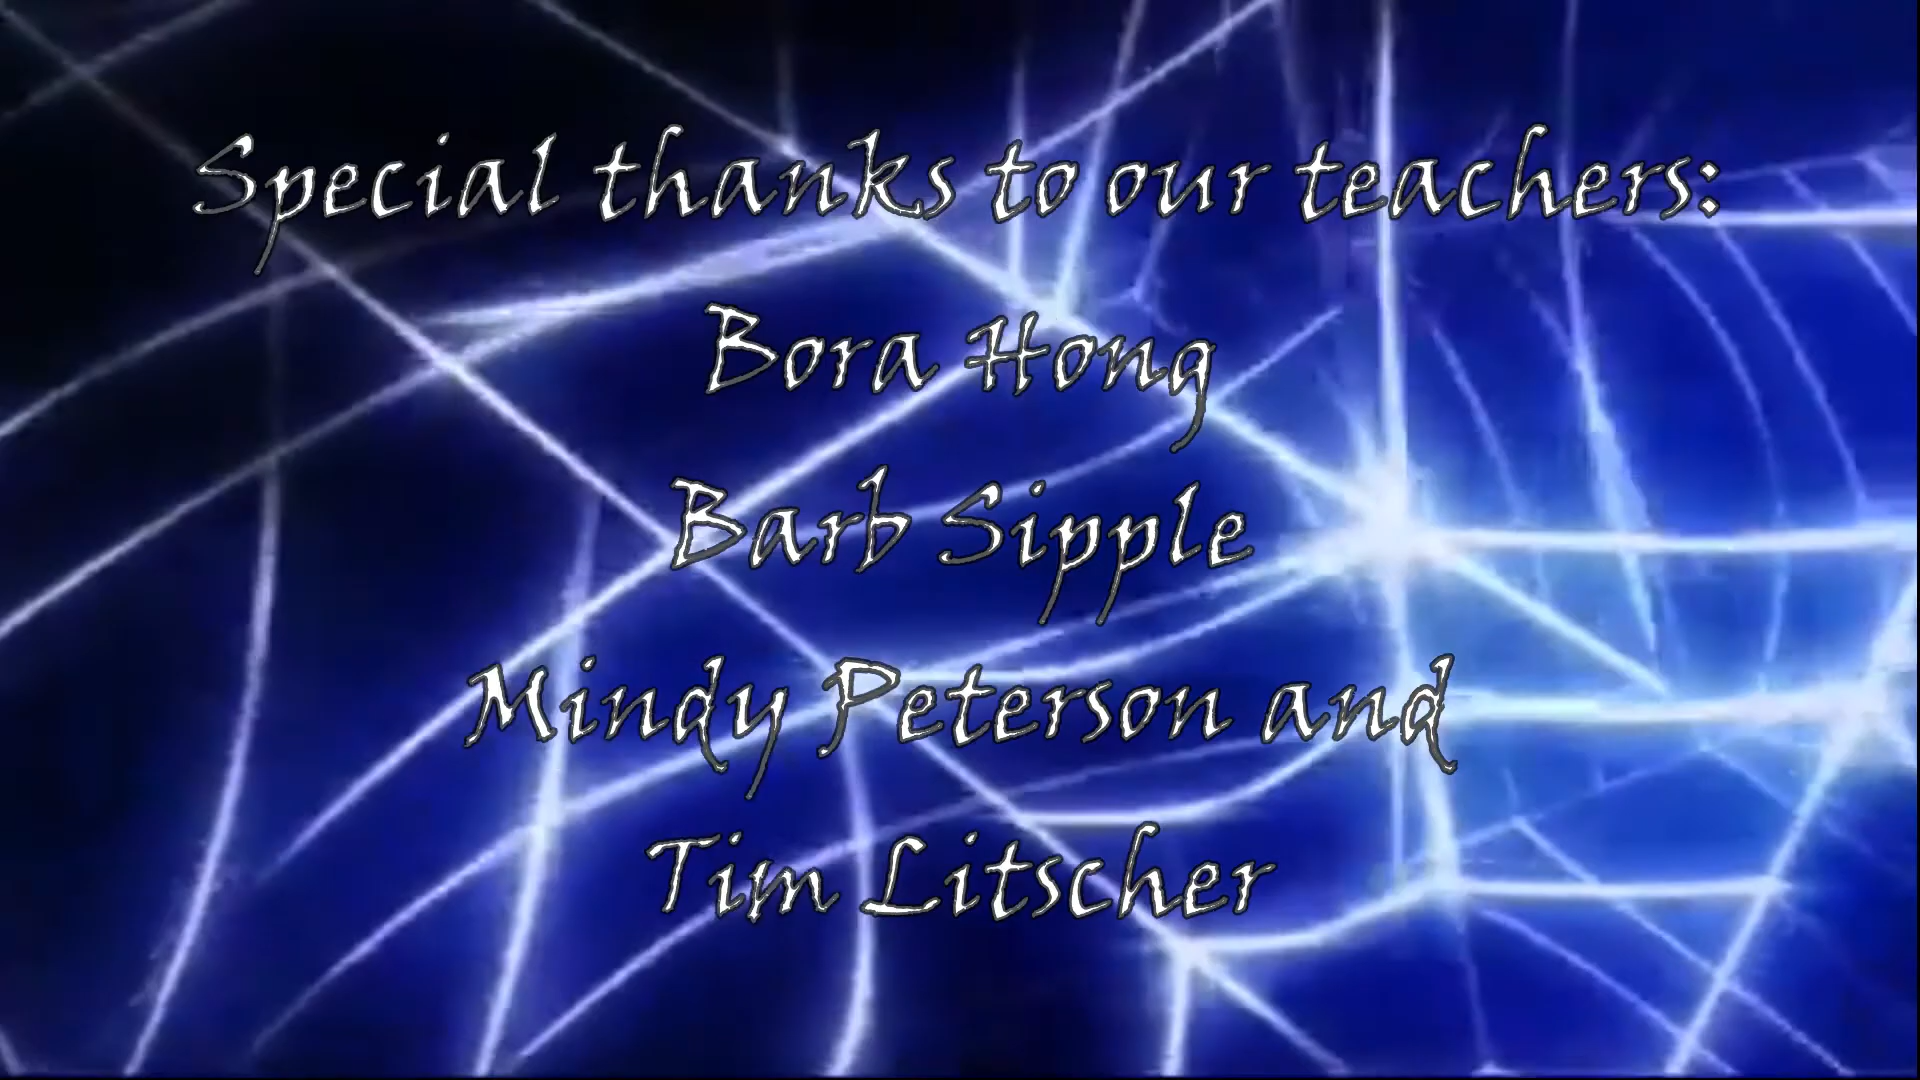 Special thanks to our teachers:
Bora Hong
Barb Sipple
Mindy Peterson and
Tim Litscher